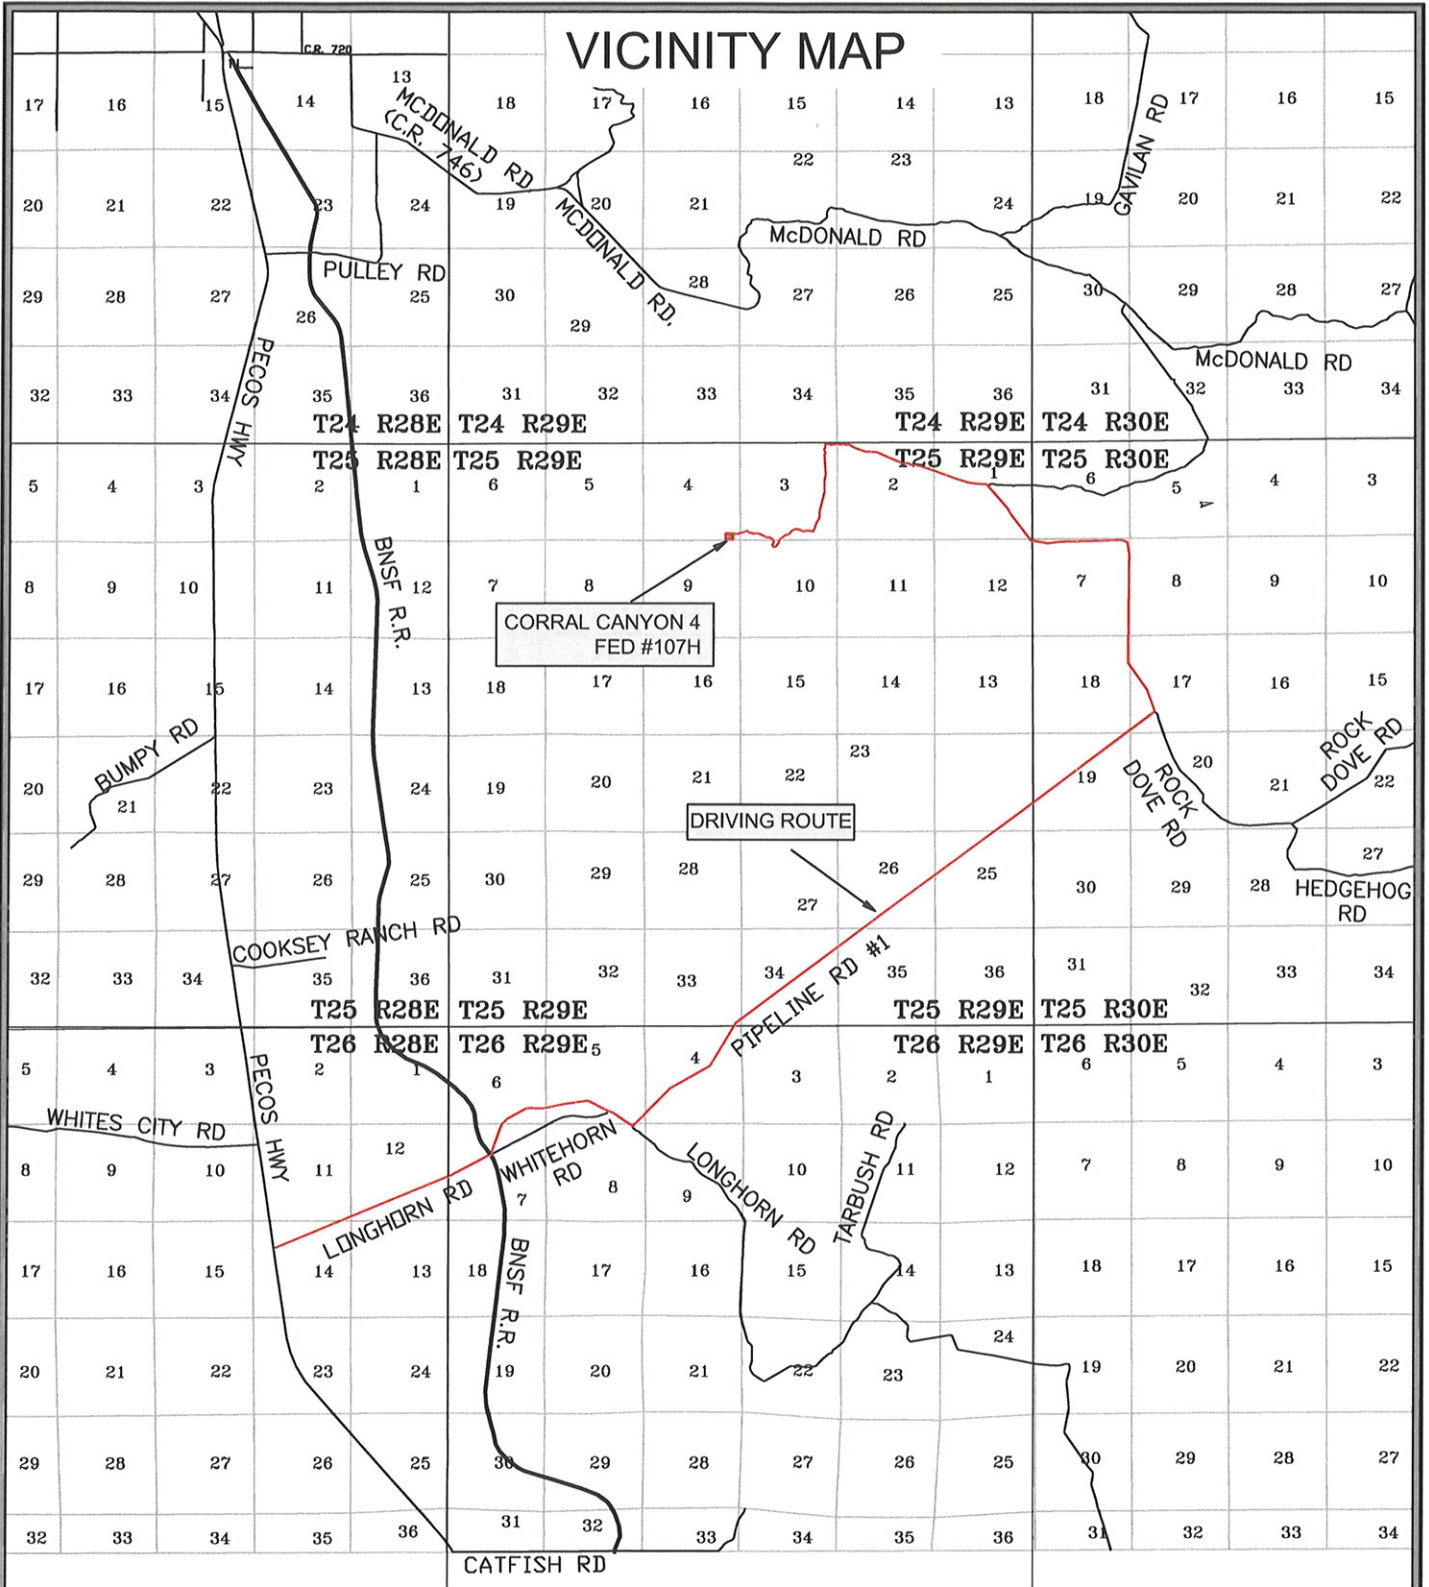 VICINITY MAP
C.R. 720
13
17 16 15 14 18 17 16 15 14 13 18 17 16 15
MCDONALD RD
(C.R. 746)
GAVILAN RD
22 23
20 21 22 23 24 19 20 21 24 19 20 21 22
MCDONALD RD.
McDONALD RD
PULLEY RD
29 28 27 26 25 30 29 28 27 26 25 30 29 28 27
McDONALD RD
PECOS HWY
32 33 34 35 36 31 32 33 34 35 36 31 32 33 34
T24 R28E T24 R29E T24 R29E T24 R30E
T25 R28E T25 R29E T25 R29E T25 R30E
5 4 3 2 1 6 5 4 3 2 1 6 5 4 3
BNSF R.R.
8 9 10 11 12 7 8 9 10 11 12 7 8 9 10
CORRAL CANYON 4
FED #107H
17 16 15 14 13 18 17 16 15 14 13 18 17 16 15
BUMPY RD
ROCK
DOVE RD
ROCK
DOVE RD
20 21 22 23 24 19 20 21 22 23 19 20 21 22
DRIVING ROUTE
29 28 27 26 25 30 29 28 27 26 25 30 29 28 27
HEDGEHOG
RD
COOKSEY RANCH RD
PIPELINE RD #1
32 33 34 35 36 31 32 33 34 35 36 31 32 33 34
T25 R28E T25 R29E T25 R29E T25 R30E
T26 R28E T26 R29E T26 R29E T26 R30E
5 4 3 2 1 6 5 4 3 2 1 6 5 4 3
PECOS HWY
WHITES CITY RD
WHITEHORN
RD
LONGHORN RD
LONGHORN RD
TARBUSH RD
8 9 10 11 12 7 8 9 10 11 12 7 8 9 10
BNSF R.R.
17 16 15 14 13 18 17 16 15 14 13 18 17 16 15
20 21 22 23 24 19 20 21 22 23 24 19 20 21 22
29 28 27 26 25 30 29 28 27 26 25 30 29 28 27
32 33 34 35 36 31 32 33 34 35 36 31 32 33 34
CATFISH RD